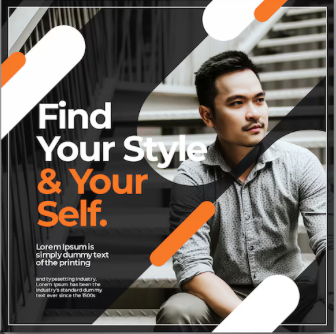 Find
Your Style
& Your
Self.
Lorem Ipsum is
simply dummy text
of the printing
and typesetting industry.
Lorem Ipsum has been the
industry's standard dummy
text ever since the 1500s